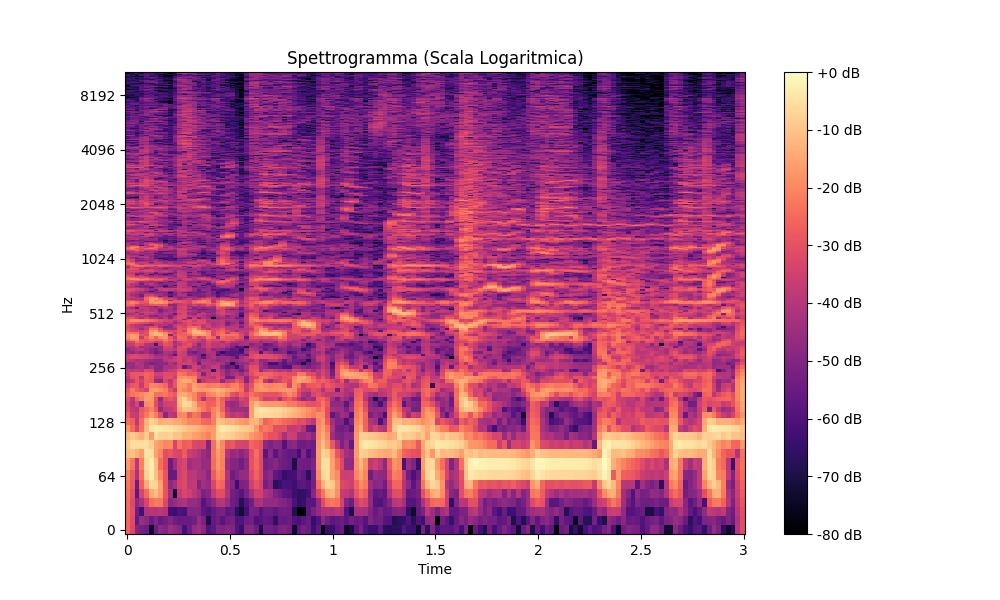 Spettrogramma (Scala Logaritmica)
8192
4096
2048
1024
512
256
128
64
0
Hz
0
0.5
1
1.5
2
2.5
3
Time
+0 dB
-10 dB
-20 dB
-30 dB
-40 dB
-50 dB
-60 dB
-70 dB
-80 dB